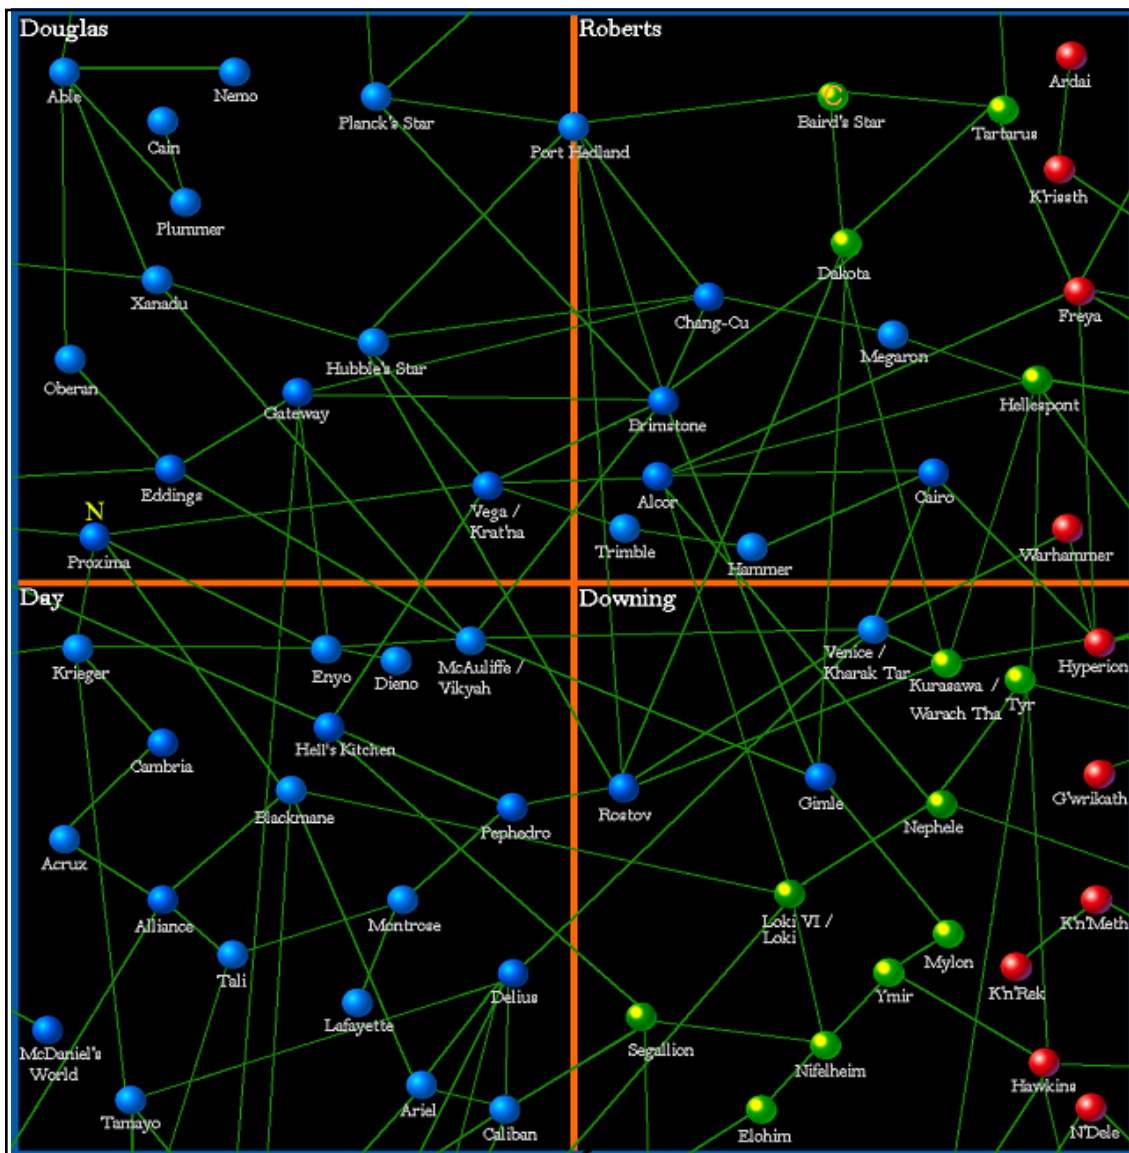 Douglas
Able
Nemo
Planck's Star
Cain
Plummer
Xanadu
Hubble's Star
Oberan
Gateway
Eddings
Vega /
Krat'na
N
Proxima
Roberts
Ardai
C
Baird's Star
Tartarus
Port Hedland
K'rissth
Dakota
Freya
Chang-Cu
Megaron
Hellespont
Brimstone
Alcor
Cairo
Trimble
Hammer
Warhammer
Day
Krieger
Enyo
Dieno
McAuliffe /
Vikyah
Hell's Kitchen
Cambria
Blackmane
Pephedro
Acrux
Alliance
Montrose
Tali
Delius
Lafayette
McDaniel's
World
Tamayo
Ariel
Caliban
Downing
Venice /
Kharak Tar
Kurasawa /
Warach Tha
Tyr
Hyperion
Rostov
Gimle
G'wrikath
Nephele
Loki VI /
Loki
K'n'Meth
Mylon
Ymir
K'n'Rek
Segallion
Nifelheim
Hawkins
Elohim
N'Dele